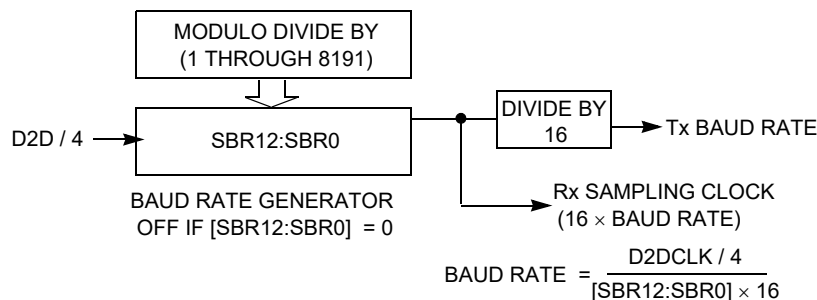 MODULO DIVIDE BY
(1 THROUGH 8191)
D2D / 4
SBR12:SBR0
DIVIDE BY
16
Tx BAUD RATE
BAUD RATE GENERATOR
OFF IF [SBR12:SBR0] = 0
Rx SAMPLING CLOCK
(16 × BAUD RATE)
BAUD RATE =
D2DCLK / 4
[SBR12:SBR0] × 16